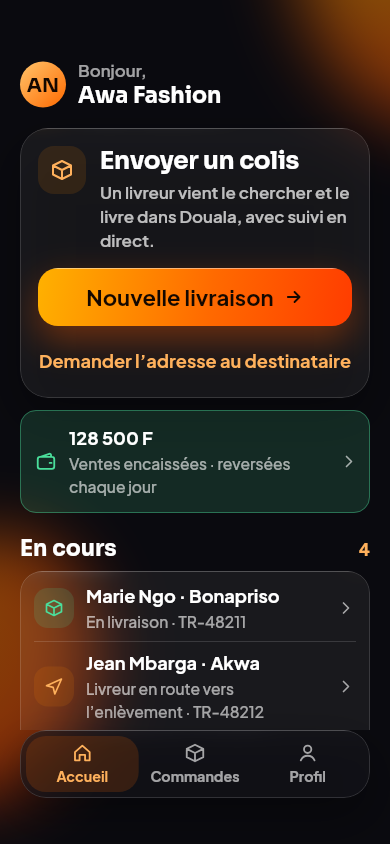 Bonjour,
AN
Awa Fashion
Envoyer un colis
Un livreur vient le chercher et le
livre dans Douala, avec suivi en
direct.
Nouvelle livraison →
Demander l’adresse au destinataire
128 500 F
Ventes encaissées · reversées
chaque jour
En cours
4
Marie Ngo · Bonapriso
En livraison · TR-48211
Jean Mbarga · Akwa
Livreur en route vers
l’enlèvement · TR-48212
Accueil
Commandes
Profil